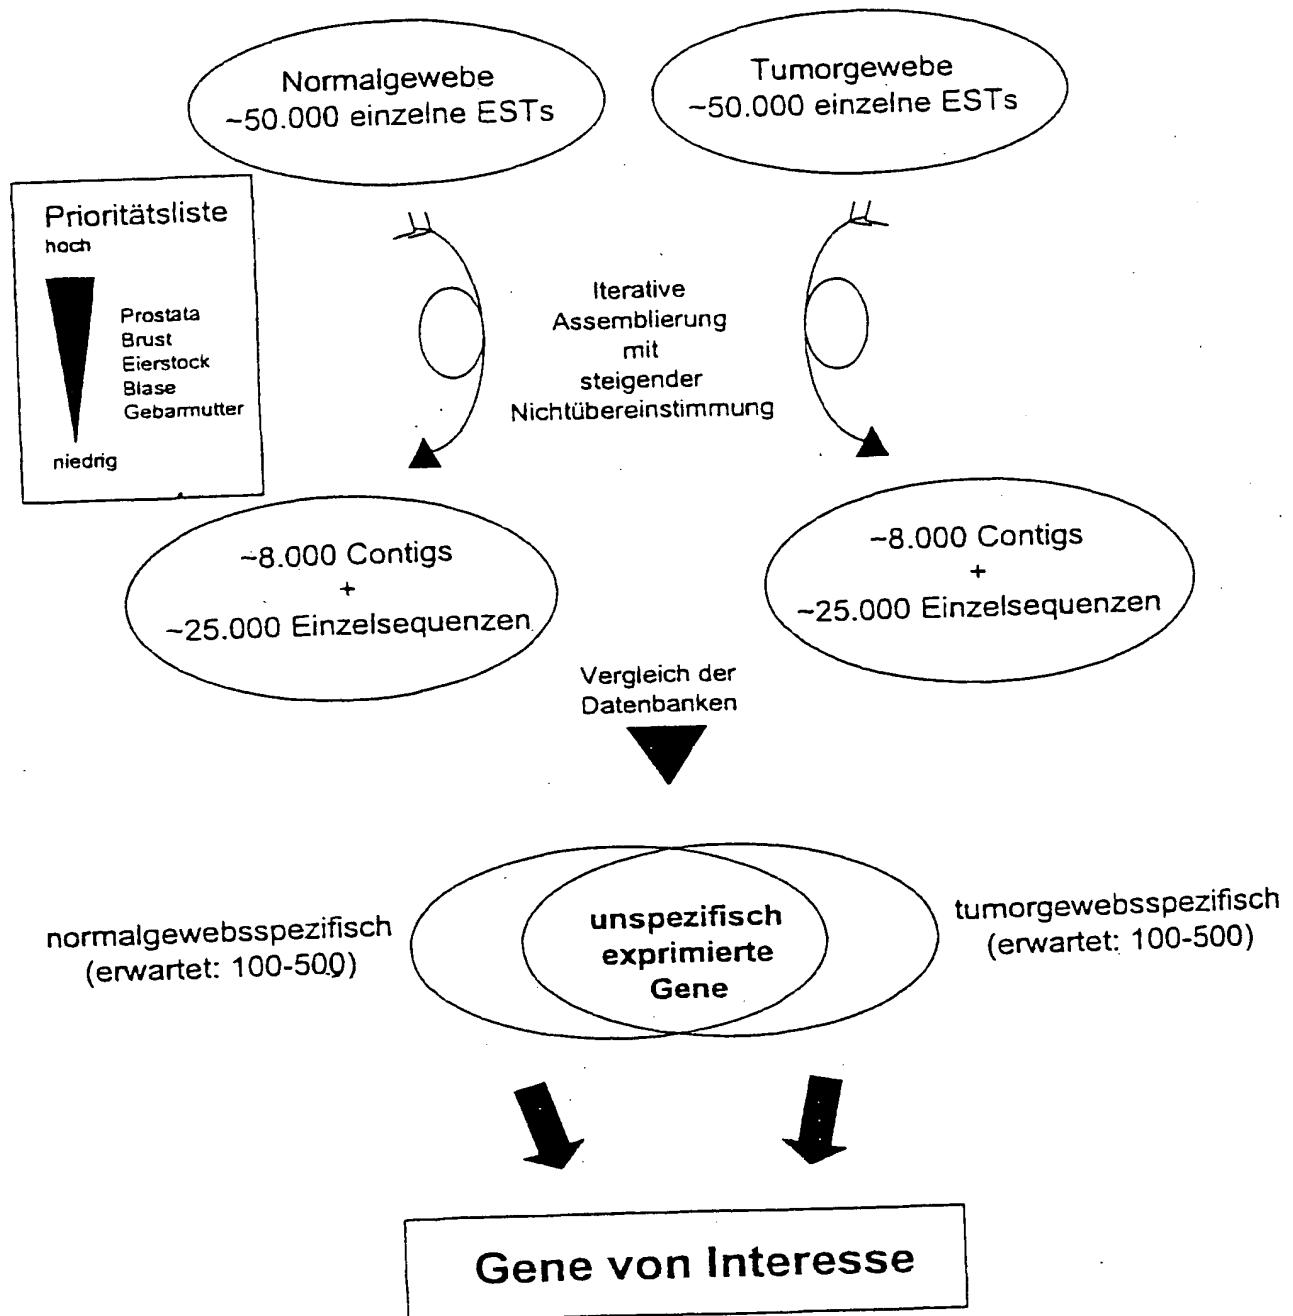 Normalgewebe
~50.000 einzelne ESTs
Tumorgewebe
~50.000 einzelne ESTs
Prioritätsliste
hoch
Prostata
Brust
Eierstock
Blase
Gebarmutter
niedrig
Iterative
Assemblierung
mit
steigender
Nichtübereinstimmung
~8.000 Contigs
+
~25.000 Einzelsequenzen
~8.000 Contigs
+
~25.000 Einzelsequenzen
Vergleich der
Datenbanken
normalgewebsspezifisch
(erwartet: 100-500)
unspezifisch
exprimierte
Gene
tumorgewebsspezifisch
(erwartet: 100-500)
Gene von Interesse